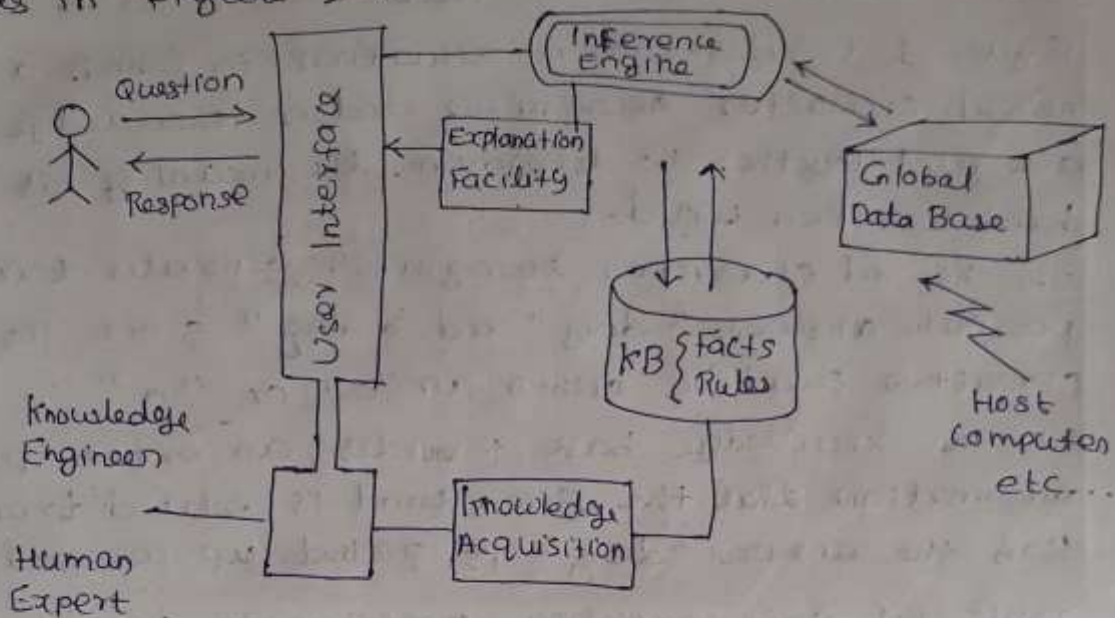 Question
Response
User Interface
Inference
Engine
Explanation
Facility
Global
Data Base
KB { Facts
Rules
Host
Computer
etc...
Knowledge
Engineer
Human
Expert
Knowledge
Acquisition